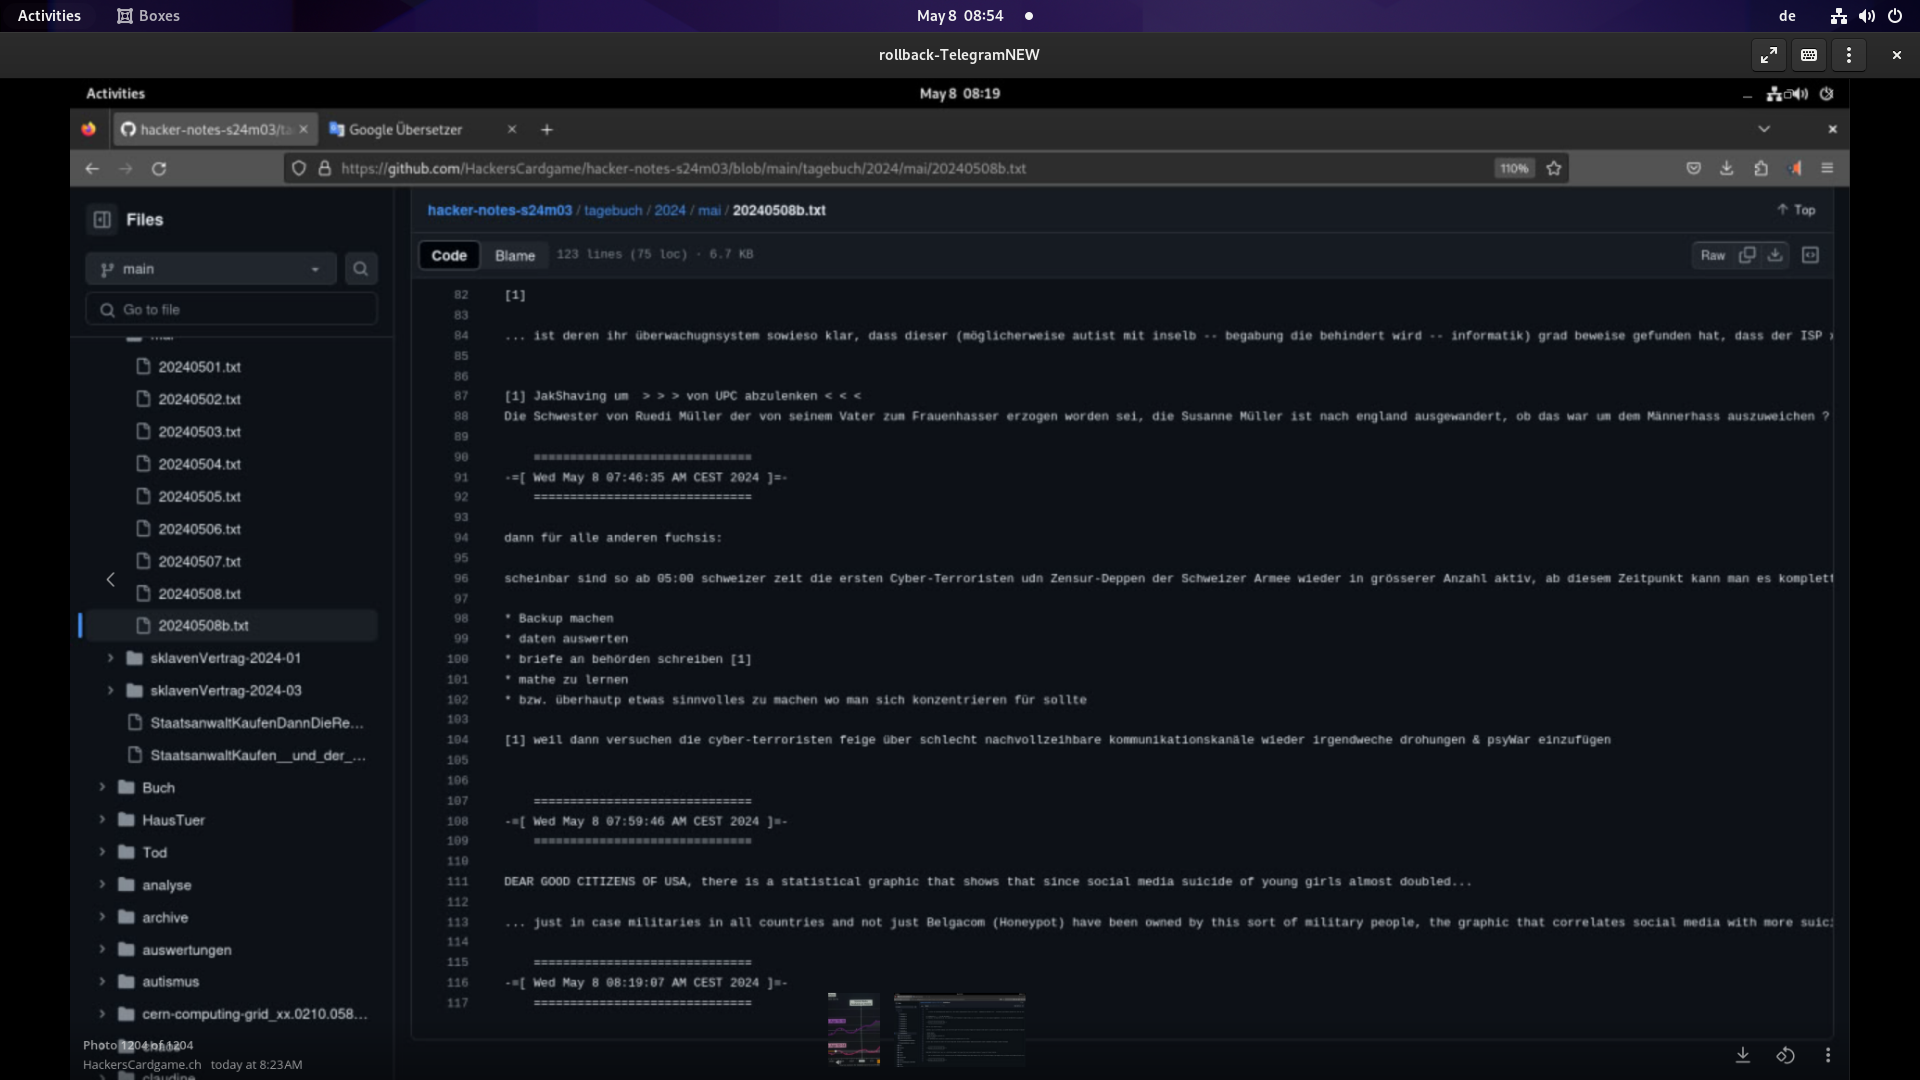 Activities
Boxes
May 8 08:54
de
rollback-TelegramNEW
Activities
May 8 08:19
hacker-notes-s24m03/ta
Google Übersetzer
https://github.com/HackersCardgame/hacker-notes-s24m03/blob/main/tagebuch/2024/mai/20240508b.txt
110%
Files
main
Go to file
mai
20240501.txt
20240502.txt
20240503.txt
20240504.txt
20240505.txt
20240506.txt
20240507.txt
20240508.txt
20240508b.txt
sklavenVertrag-2024-01
sklavenVertrag-2024-03
StaatsanwaltKaufenDannDieRe...
StaatsanwaltKaufen__und_der_...
Buch
HausTuer
Tod
analyse
archive
auswertungen
autismus
cern-computing-grid_xx.0210.058...
claudine
Photo 1204 of 1204
HackersCardgame.ch today at 8:23AM
hacker-notes-s24m03 / tagebuch / 2024 / mai / 20240508b.txt
Top
Code
Blame
123 lines (75 loc) · 6.7 KB
Raw
82 [1]
83
84 ... ist deren ihr überwachugnsystem sowieso klar, dass dieser (möglicherweise autist mit inselb -- begabung die behindert wird -- informatik) grad beweise gefunden hat, dass der ISP
85
86
87 [1] JakShaving um > > > von UPC abzulenken < < <
88 Die Schwester von Ruedi Müller der von seinem Vater zum Frauenhasser erzogen worden sei, die Susanne Müller ist nach england ausgewandert, ob das war um dem Männerhass auszuweichen ?
89
90 ==============================
91 -=[ Wed May 8 07:46:35 AM CEST 2024 ]=-
92 ==============================
93
94 dann für alle anderen fuchsis:
95
96 scheinbar sind so ab 05:00 schweizer zeit die ersten Cyber-Terroristen udn Zensur-Deppen der Schweizer Armee wieder in grösserer Anzahl aktiv, ab diesem Zeitpunkt kann man es komplett
97
98 * Backup machen
99 * daten auswerten
100 * briefe an behörden schreiben [1]
101 * mathe zu lernen
102 * bzw. überhautp etwas sinnvolles zu machen wo man sich konzentrieren für sollte
103
104 [1] weil dann versuchen die cyber-terroristen feige über schlecht nachvollzeihbare kommunikationskanäle wieder irgendweche drohungen & psyWar einzufügen
105
106
107 ==============================
108 -=[ Wed May 8 07:59:46 AM CEST 2024 ]=-
109 ==============================
110
111 DEAR GOOD CITIZENS OF USA, there is a statistical graphic that shows that since social media suicide of young girls almost doubled...
112
113 ... just in case militaries in all countries and not just Belgacom (Honeypot) have been owned by this sort of military people, the graphic that correlates social media with more suic
114
115 ==============================
116 -=[ Wed May 8 08:19:07 AM CEST 2024 ]=-
117 ==============================